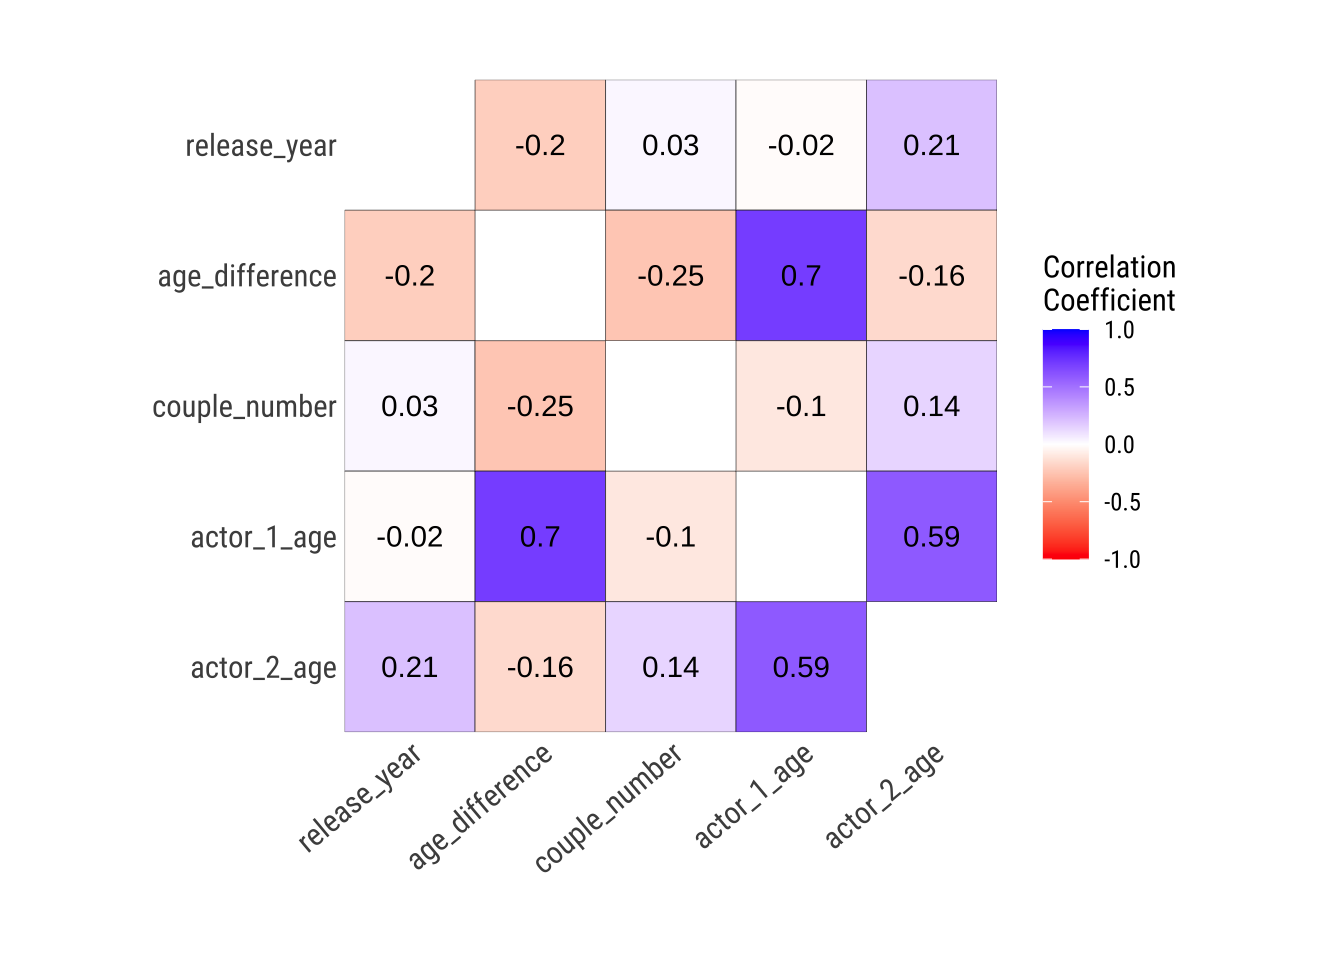 release_year -0.2 0.03 -0.02 0.21
age_difference -0.2 -0.25 0.7 -0.16
couple_number 0.03 -0.25 -0.1 0.14
actor_1_age -0.02 0.7 -0.1 0.59
actor_2_age 0.21 -0.16 0.14 0.59
release_year age_difference couple_number actor_1_age actor_2_age
Correlation
Coefficient
1.0
0.5
0.0
-0.5
-1.0